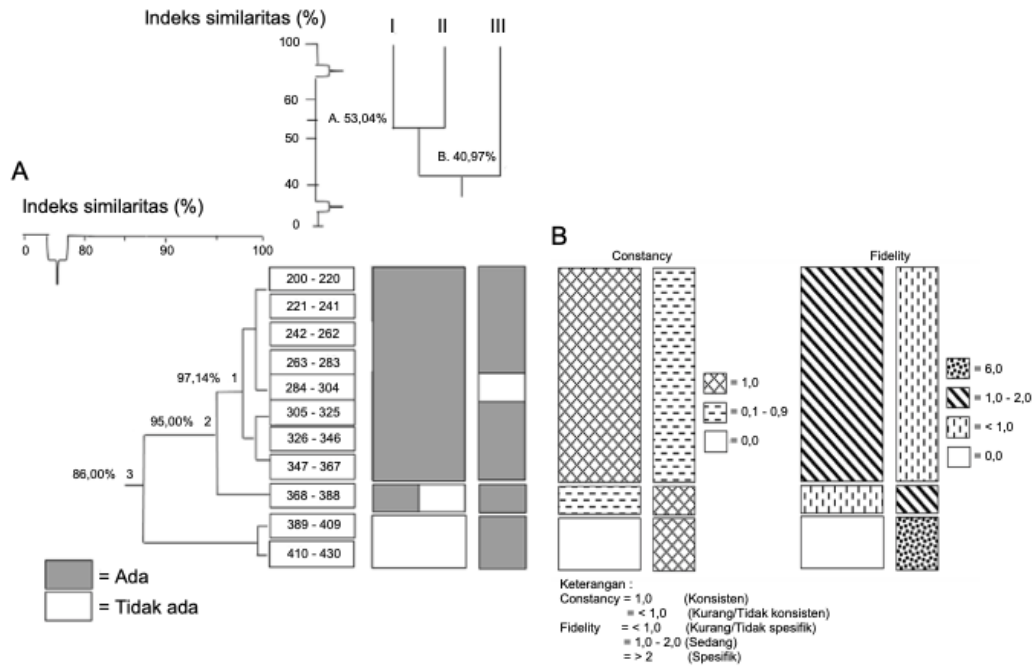 Indeks similaritas (%)
I II III
100
60
50
40
0
A. 53,04%
B. 40,97%
A
Indeks similaritas (%)
0 80 90 100
200 - 220
221 - 241
242 - 262
263 - 283
284 - 304
305 - 325
326 - 346
347 - 367
368 - 388
389 - 409
410 - 430
97,14% 1
95,00% 2
86,00% 3
= Ada
= Tidak ada
B
Constancy
= 1,0
= 0,1 - 0,9
= 0,0
Fidelity
= 6,0
= 1,0 - 2,0
= < 1,0
= 0,0
Keterangan :
Constancy = 1,0 (Konsisten)
= < 1,0 (Kurang/Tidak konsisten)
Fidelity = < 1,0 (Kurang/Tidak spesifik)
= 1,0 - 2,0 (Sedang)
= > 2 (Spesifik)